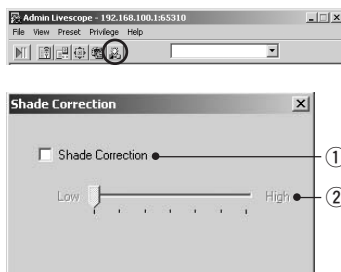 Admin Livescope - 192.168.100.1:65310
File View Preset Privilege Help
Shade Correction
Shade Correction ①
Low High ②